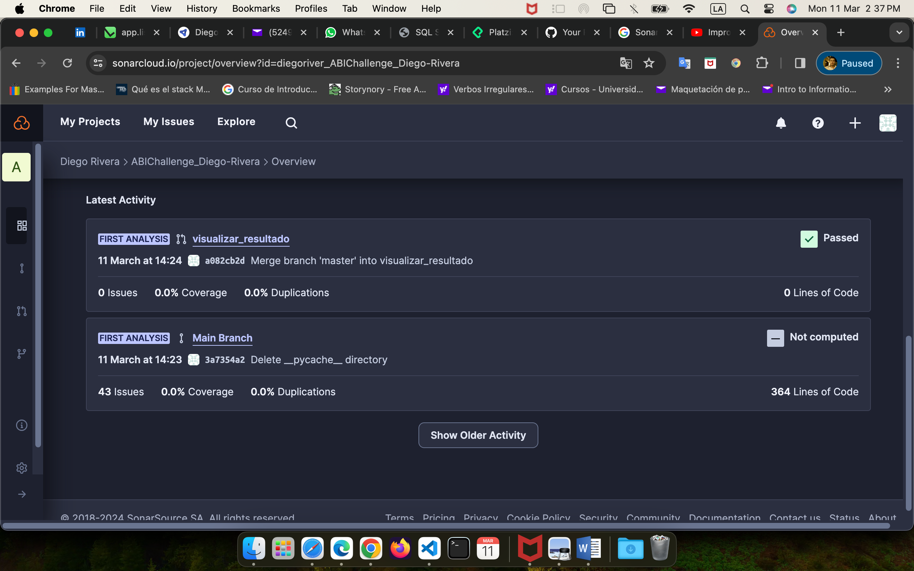 Chrome File Edit View History Bookmarks Profiles Tab Window Help LA Mon 11 Mar 2 37 PM
app.li Diego (5249 What SQL S Platzi Your Sonar Impro Over
sonarcloud.io/project/overview?id=diegoriver_ABIChallenge_Diego-Rivera Paused
Examples For Mas... Qué es el stack M... Curso de Introduc... Storynory - Free A... Verbos Irregulares... Cursos - Universid... Maquetación de p... Intro to Informatio... »
My Projects My Issues Explore
A
Diego Rivera > ABIChallenge_Diego-Rivera > Overview
Latest Activity
FIRST ANALYSIS visualizar_resultado Passed
11 March at 14:24 a082cb2d Merge branch 'master' into visualizar_resultado
0 Issues 0.0% Coverage 0.0% Duplications 0 Lines of Code
FIRST ANALYSIS Main Branch Not computed
11 March at 14:23 3a7354a2 Delete __pycache__ directory
43 Issues 0.0% Coverage 0.0% Duplications 364 Lines of Code
Show Older Activity
© 2018-2024 SonarSource SA. All rights reserved. Terms Pricing Privacy Cookie Policy Security Community Documentation Contact us Status About
MAR
11